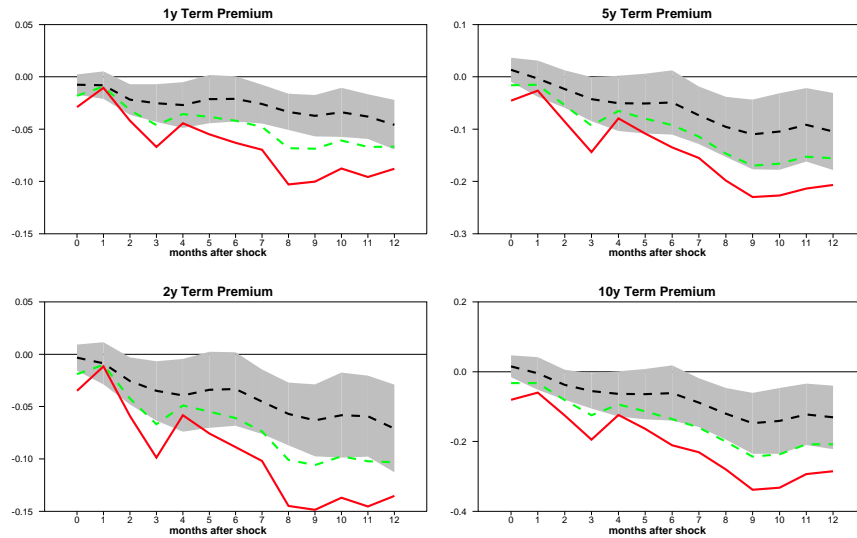 1y Term Premium
0.05
0.00
-0.05
-0.10
-0.15
0 1 2 3 4 5 6 7 8 9 10 11 12
months after shock
5y Term Premium
0.1
0.0
-0.1
-0.2
-0.3
0 1 2 3 4 5 6 7 8 9 10 11 12
months after shock
2y Term Premium
0.05
0.00
-0.05
-0.10
-0.15
0 1 2 3 4 5 6 7 8 9 10 11 12
months after shock
10y Term Premium
0.2
0.0
-0.2
-0.4
0 1 2 3 4 5 6 7 8 9 10 11 12
months after shock